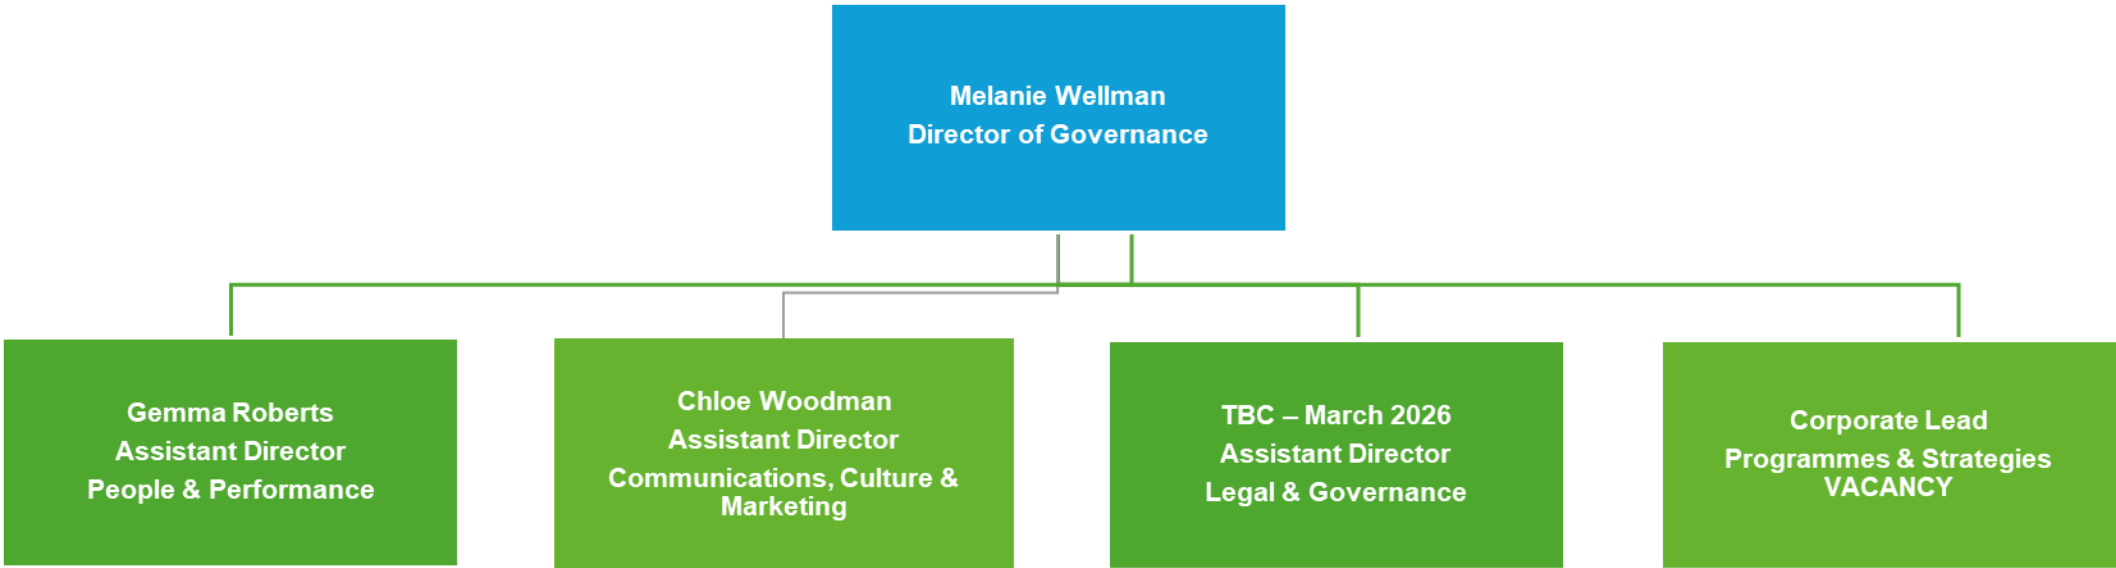 Melanie Wellman
Director of Governance
Gemma Roberts
Assistant Director
People & Performance
Chloe Woodman
Assistant Director
Communications, Culture &
Marketing
TBC – March 2026
Assistant Director
Legal & Governance
Corporate Lead
Programmes & Strategies
VACANCY